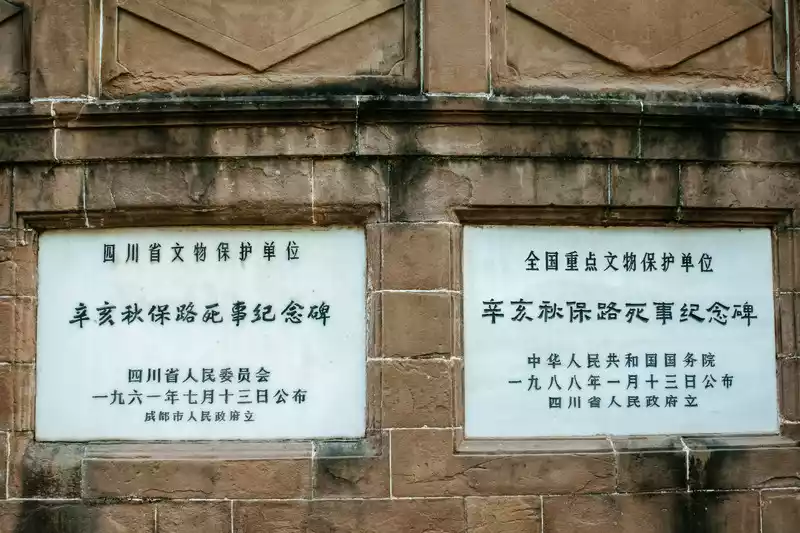 四川省文物保护单位
辛亥秋保路死事纪念碑
四川省人民委员会
一九六一年七月十三日公布
成都市人民政府立
全国重点文物保护单位
辛亥秋保路死事纪念碑
中华人民共和国国务院
一九八八年一月十三日公布
四川省人民政府立